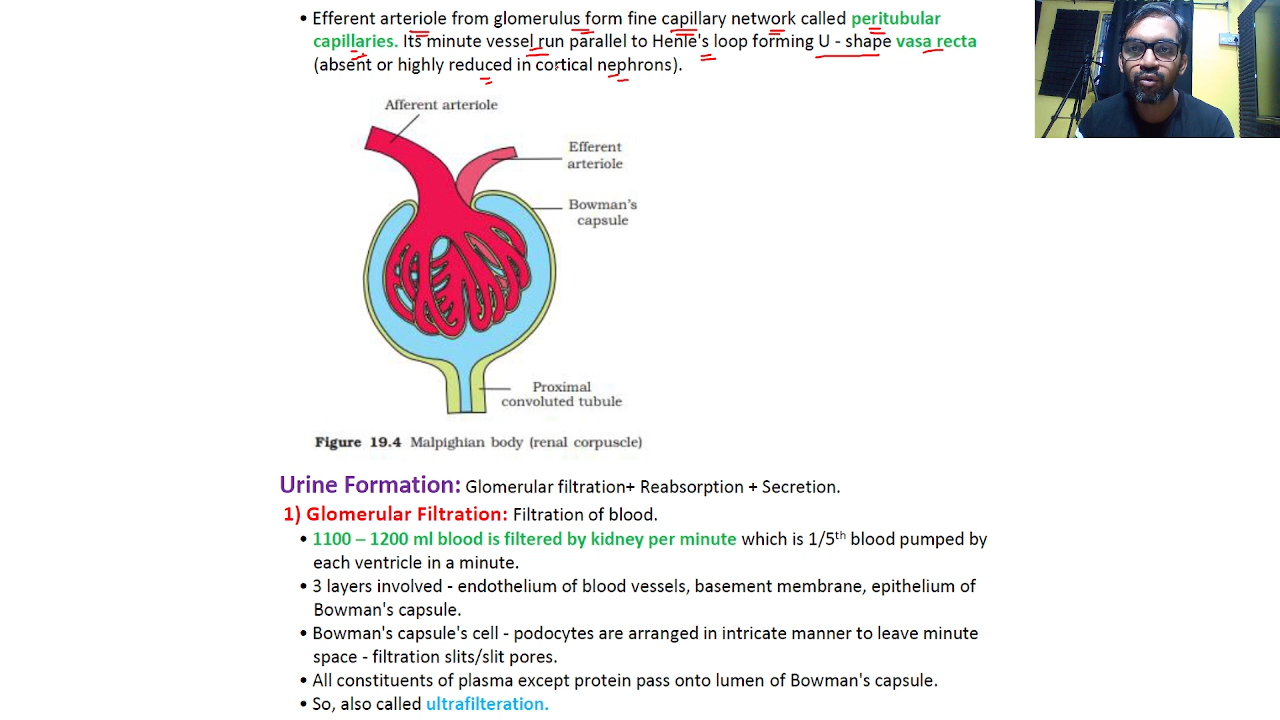 • Efferent arteriole from glomerulus form fine capillary network called peritubular
capillaries. Its minute vessel run parallel to Henle's loop forming U - shape vasa recta
(absent or highly reduced in cortical nephrons).
Afferent arteriole
Efferent
arteriole
Bowman's
capsule
Proximal
convoluted tubule
Figure 19.4 Malpighian body (renal corpuscle)
Urine Formation: Glomerular filtration+ Reabsorption + Secretion.
1) Glomerular Filtration: Filtration of blood.
• 1100 – 1200 ml blood is filtered by kidney per minute which is 1/5th blood pumped by
each ventricle in a minute.
• 3 layers involved - endothelium of blood vessels, basement membrane, epithelium of
Bowman's capsule.
• Bowman's capsule's cell - podocytes are arranged in intricate manner to leave minute
space - filtration slits/slit pores.
• All constituents of plasma except protein pass onto lumen of Bowman's capsule.
• So, also called ultrafilteration.